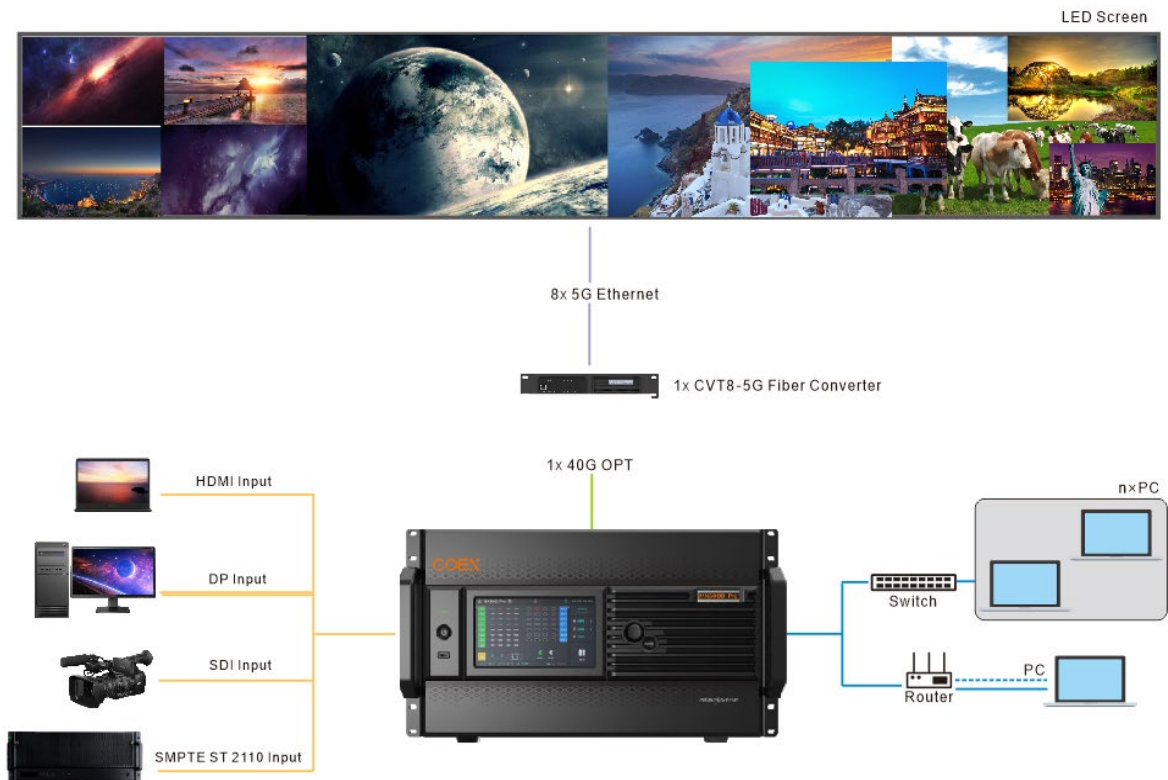 LED Screen
8x 5G Ethernet
1x CVT8-5G Fiber Converter
1x 40G OPT
HDMI Input
n×PC
COEX
DP Input
Switch
SDI Input
PC
Router
SMPTE ST 2110 Input